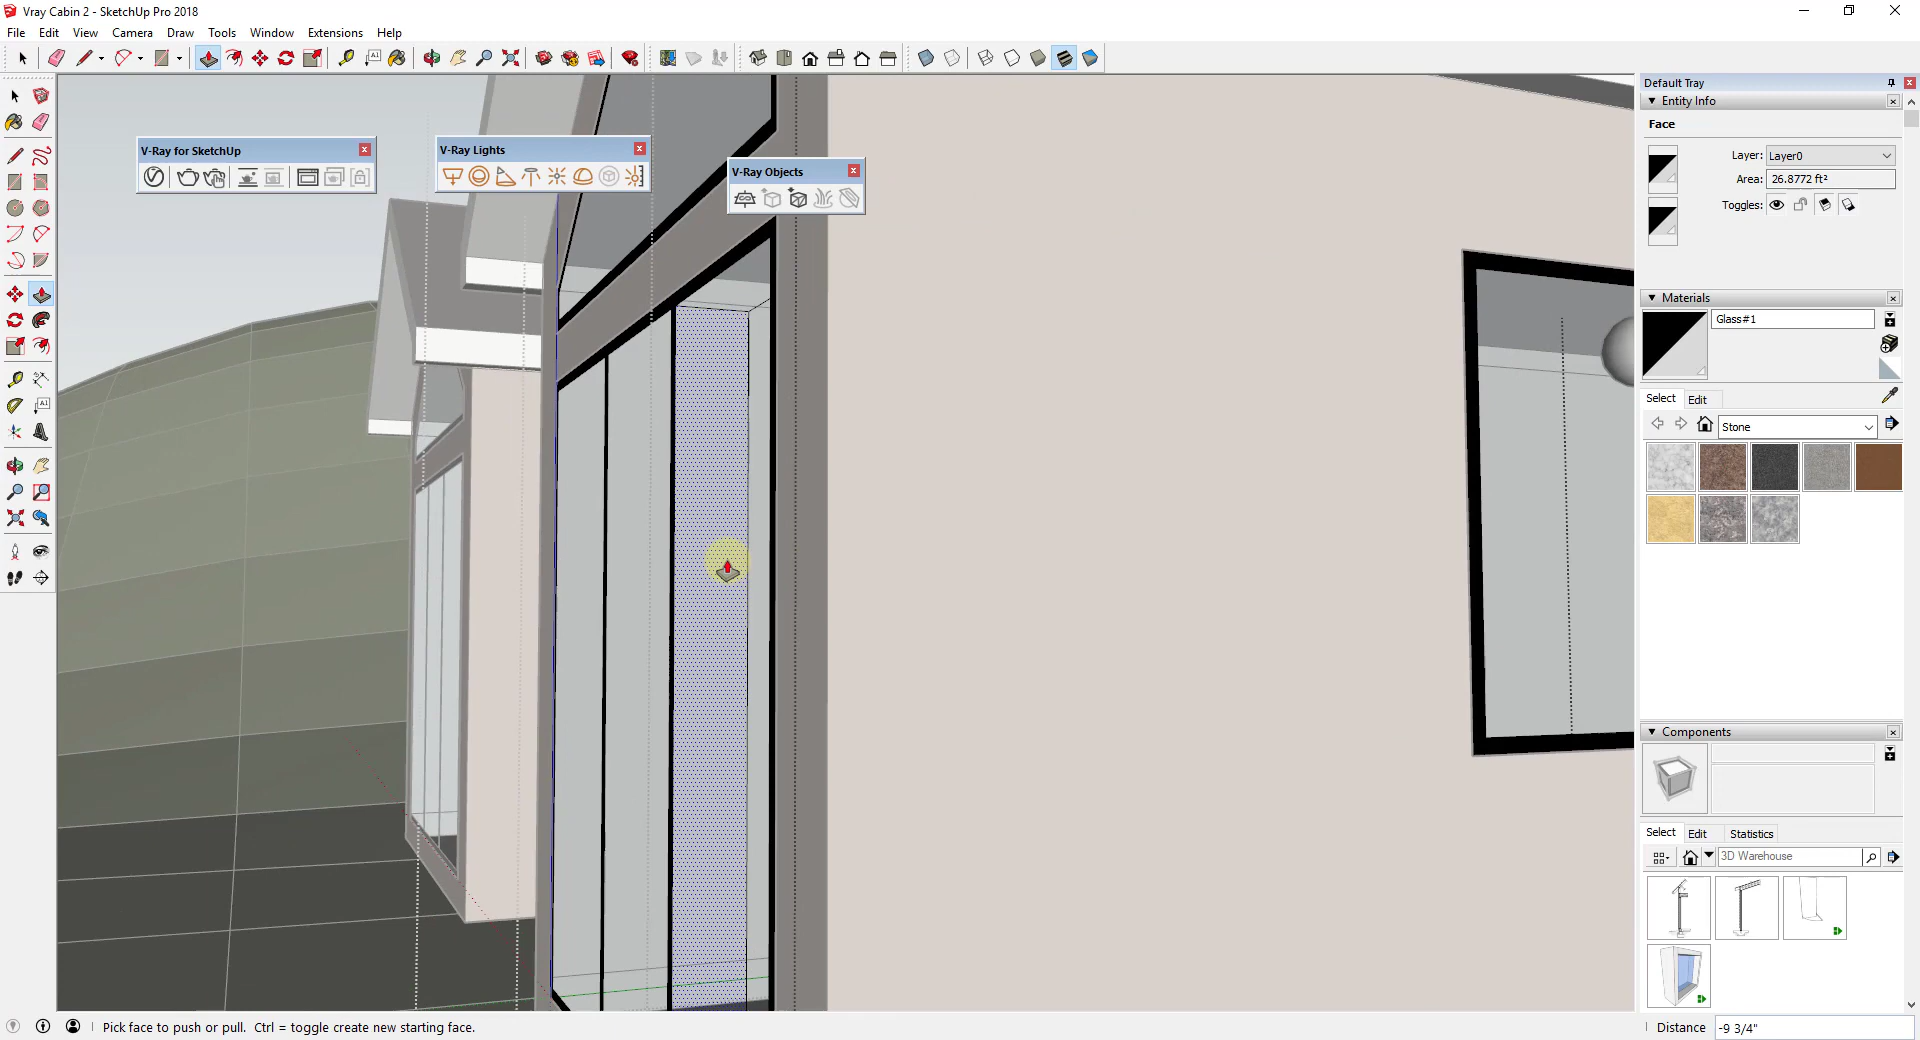 Vray Cabin 2 - SketchUp Pro 2018
File Edit View Camera Draw Tools Window Extensions Help
Default Tray
Entity Info
Face
Layer: Layer0
Area: 26.8772 ft²
Toggles:
V-Ray for SketchUp
V-Ray Lights
V-Ray Objects
Materials
Glass#1
Select Edit
Stone
Components
Select Edit Statistics
3D Warehouse
Pick face to push or pull. Ctrl = toggle create new starting face.
Distance -9 3/4"